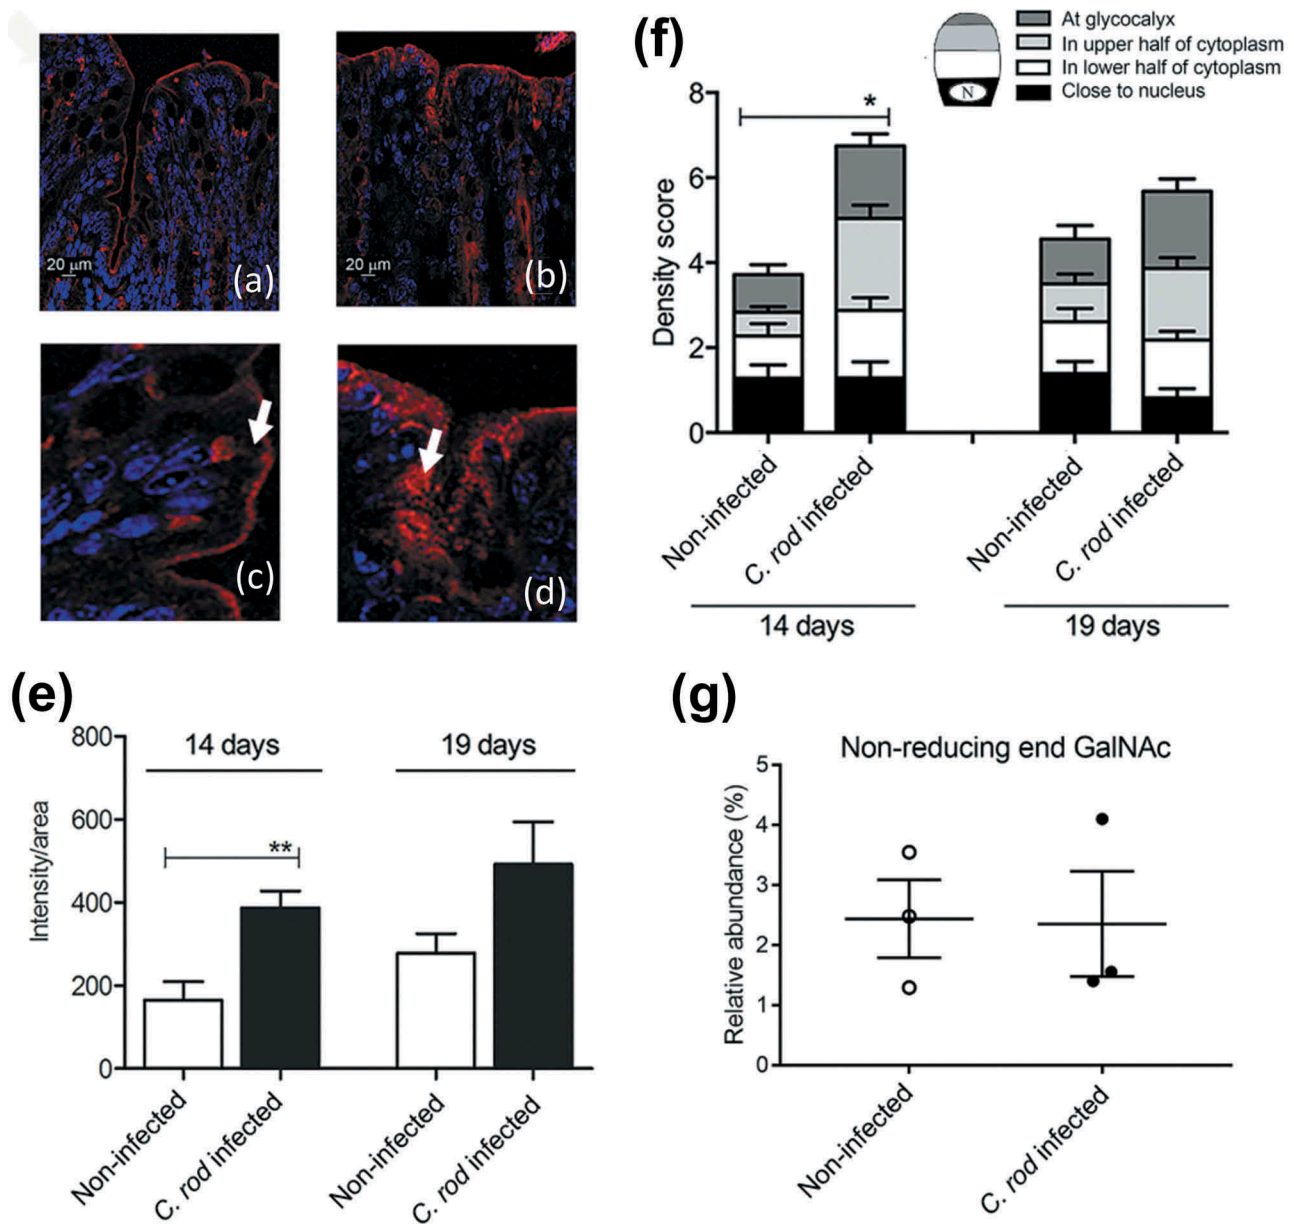 (a)
20 μm
(b)
20 μm
(c)
(d)
(f)
At glycocalyx
In upper half of cytoplasm
In lower half of cytoplasm
Close to nucleus
N
Density score
8
6
4
2
0
*
Non-infected
C. rod infected
Non-infected
C. rod infected
14 days
19 days
(e)
Intensity/area
800
600
400
200
0
14 days
19 days
**
Non-infected
C. rod infected
Non-infected
C. rod infected
(g)
Non-reducing end GalNAc
Relative abundance (%)
5
4
3
2
1
0
Non-infected
C. rod infected